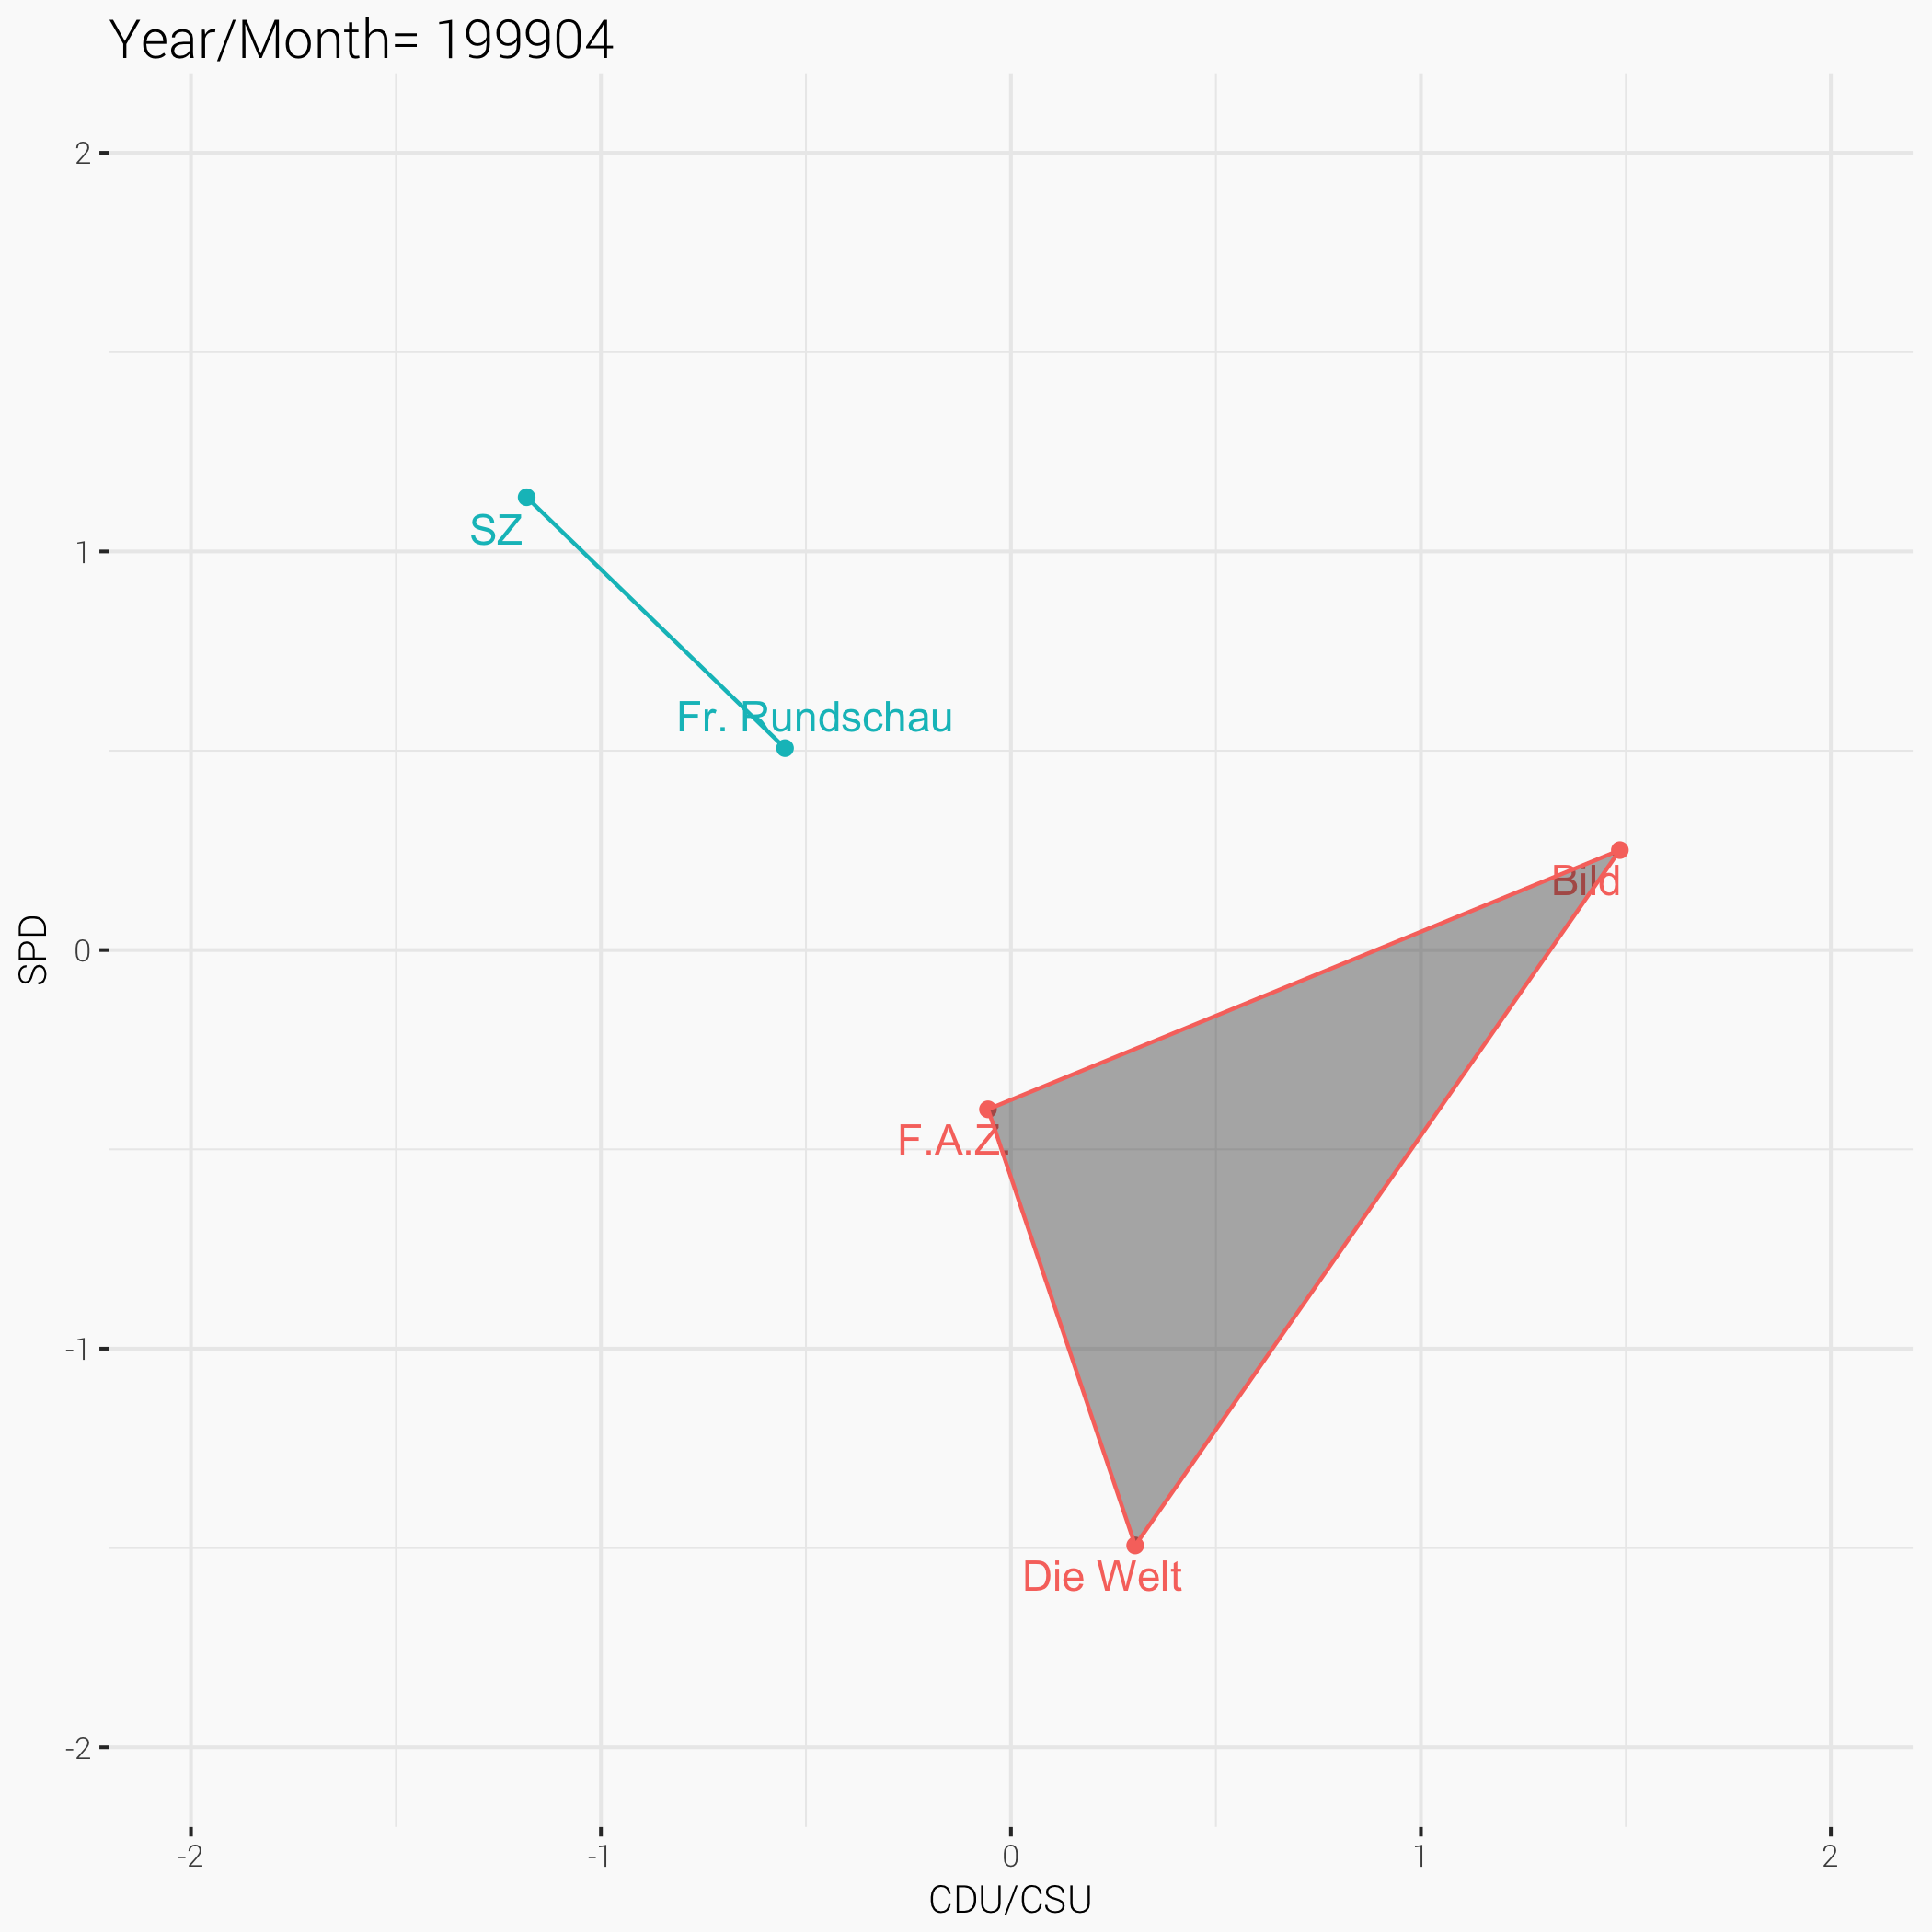 Year/Month= 199904
2
SZ
1
Fr. Rundschau
Bild
SPD
0
F.A.Z.
-1
Die Welt
-2
-2
-1
0
1
2
CDU/CSU